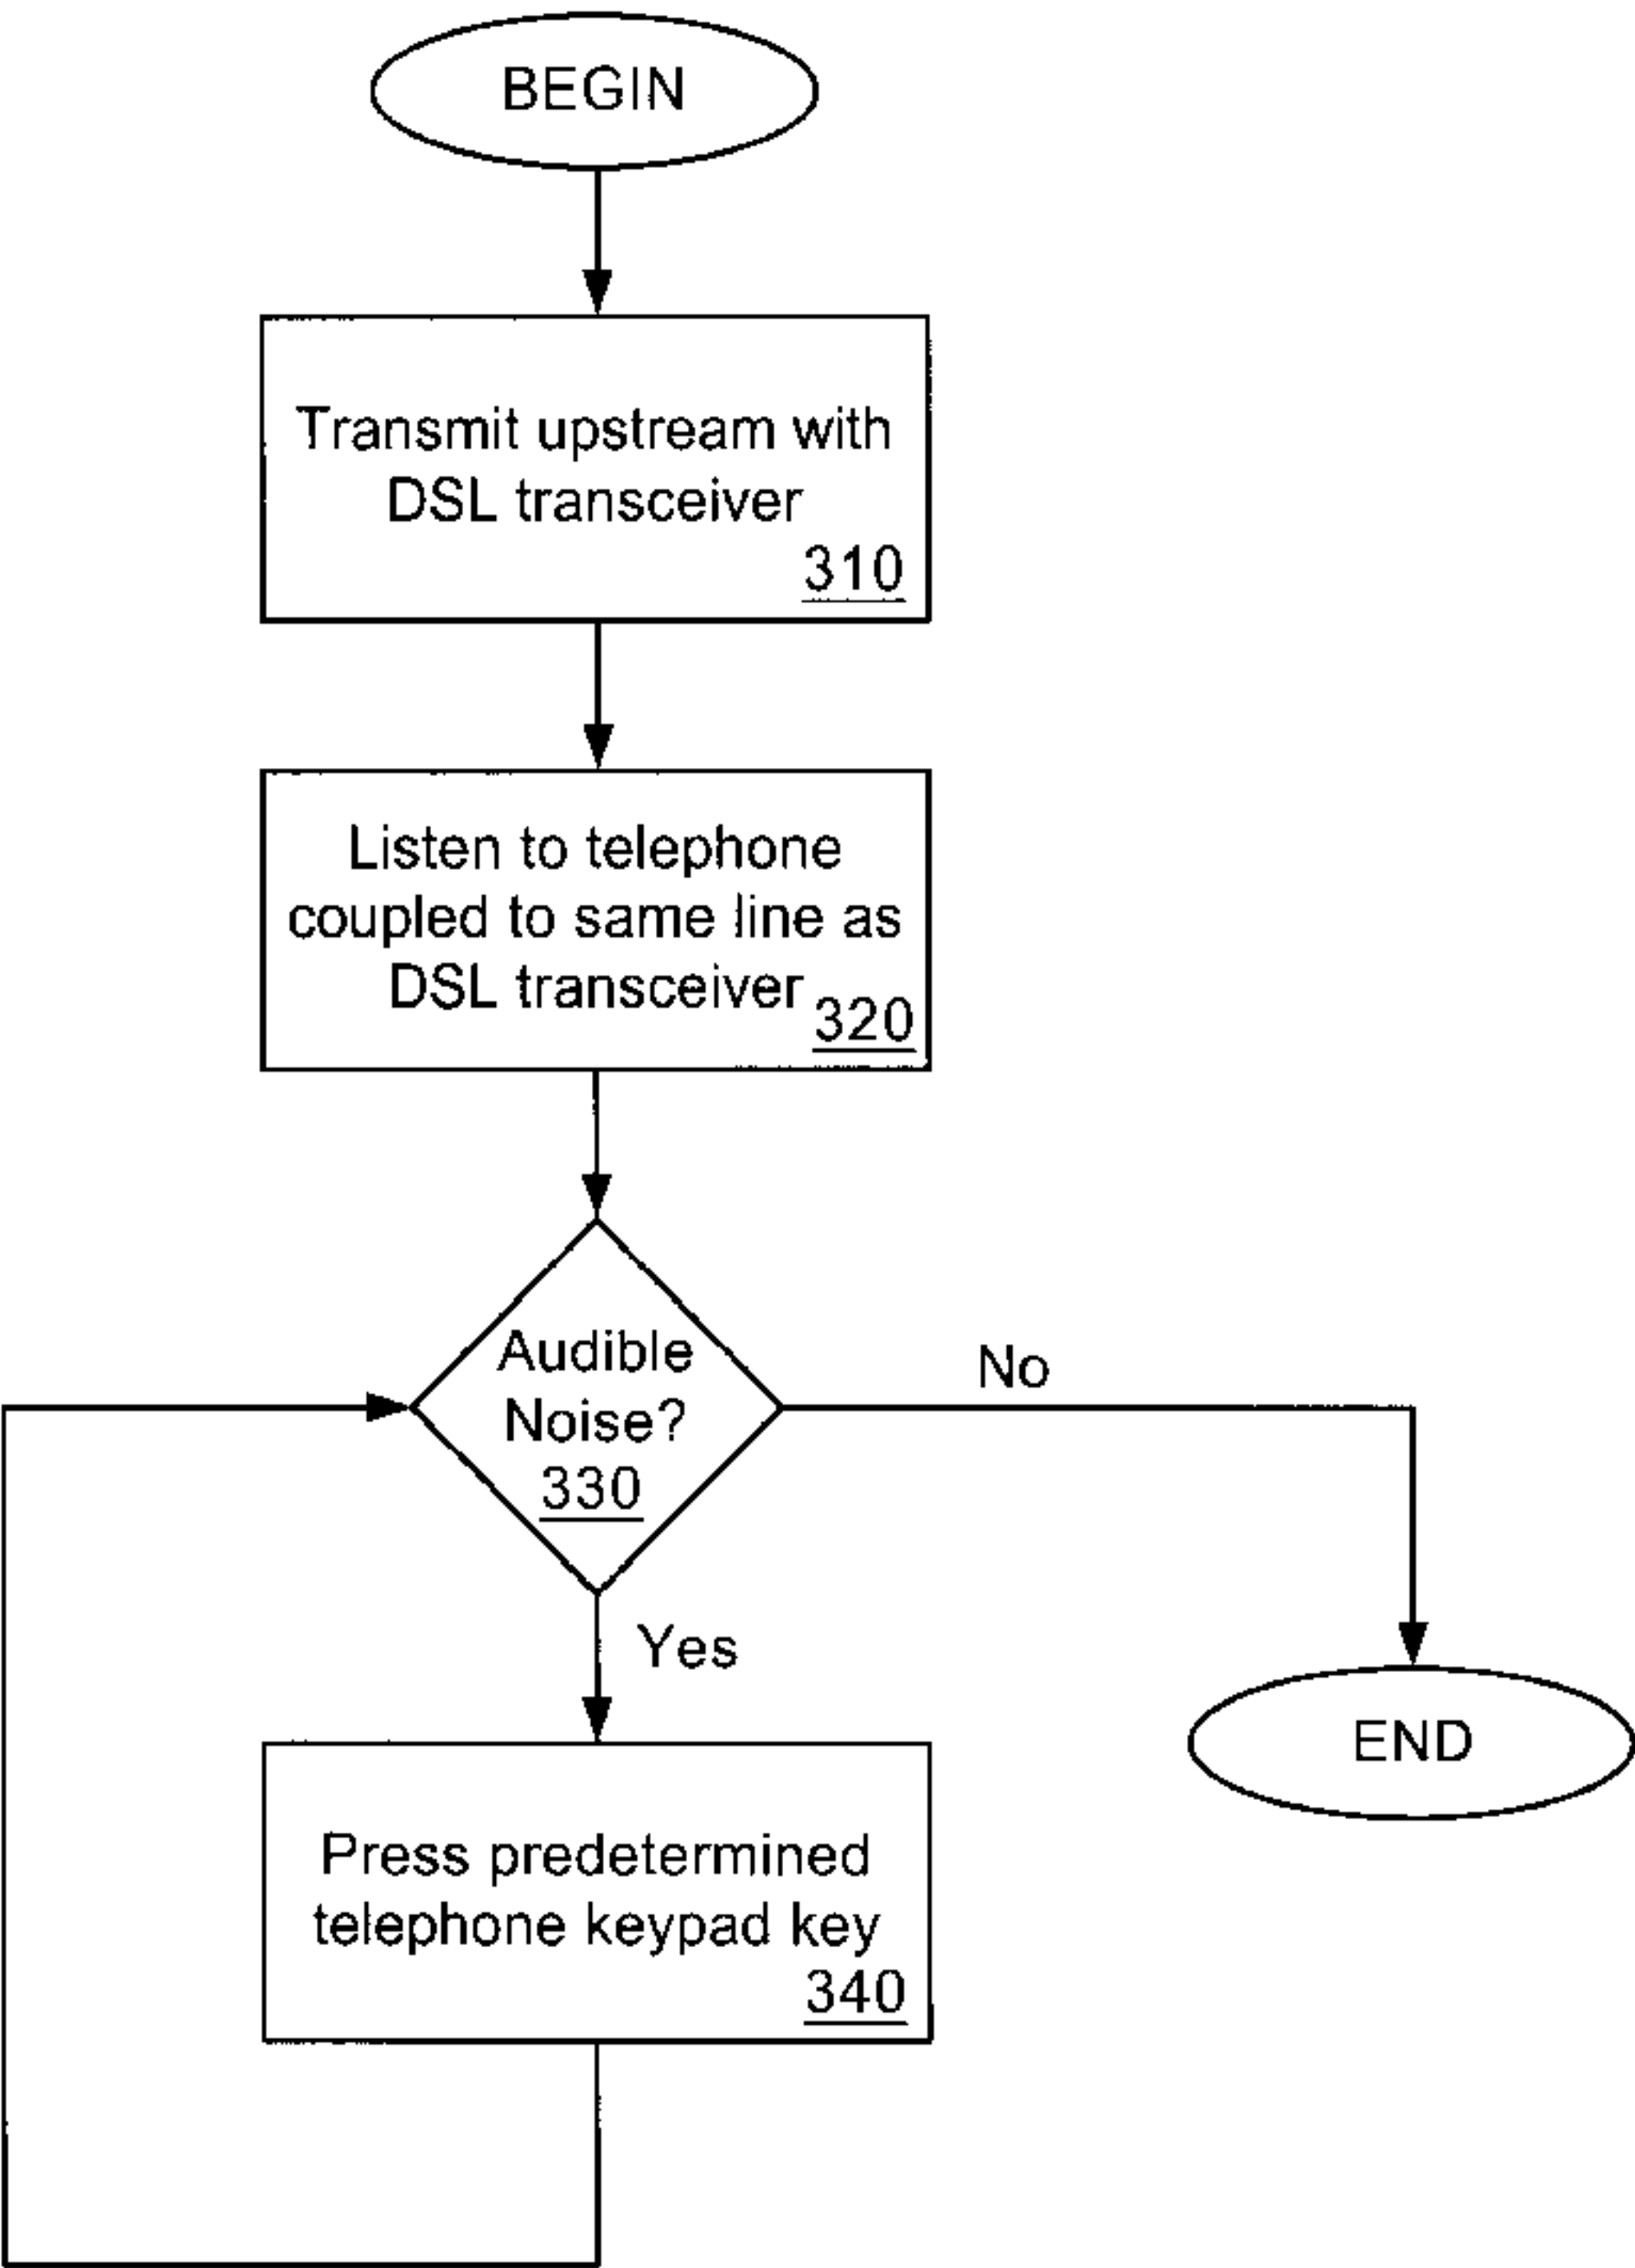 BEGIN
Transmit upstream with
DSL transceiver
310
Listen to telephone
coupled to same line as
DSL transceiver
320
Audible
Noise?
330
No
Yes
END
Press predetermined
telephone keypad key
340